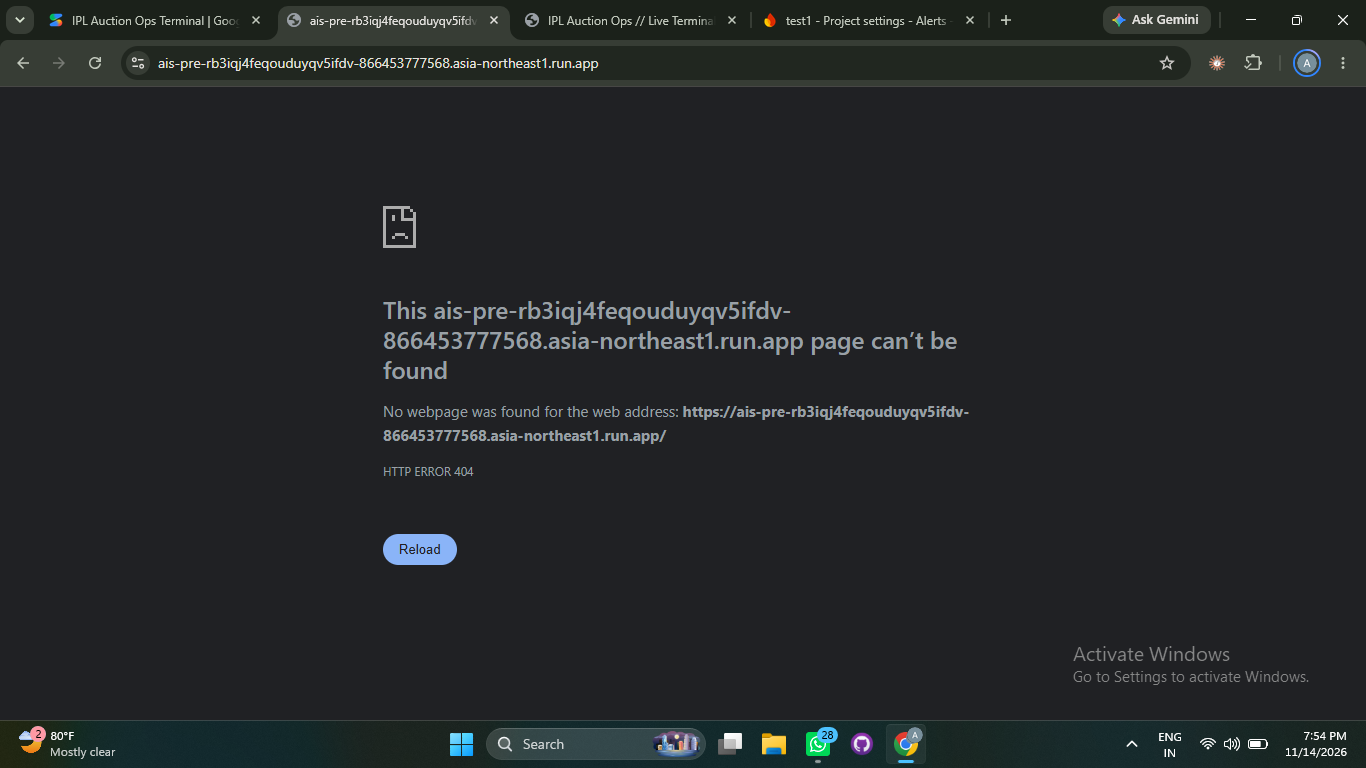 IPL Auction Ops Terminal | Goo
ais-pre-rb3iqj4feqouduyqv5ifdv
IPL Auction Ops // Live Termina
test1 - Project settings - Alerts
Ask Gemini
ais-pre-rb3iqj4feqouduyqv5ifdv-866453777568.asia-northeast1.run.app
A
This ais-pre-rb3iqj4feqouduyqv5ifdv-
866453777568.asia-northeast1.run.app page can't be
found
No webpage was found for the web address: https://ais-pre-rb3iqj4feqouduyqv5ifdv-
866453777568.asia-northeast1.run.app/
HTTP ERROR 404
Reload
Activate Windows
Go to Settings to activate Windows.
2
80°F
Mostly clear
Search
28
A
ENG
IN
7:54 PM
11/14/2026